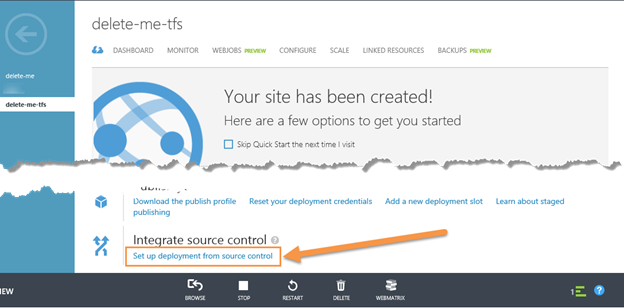 delete-me-tfs
DASHBOARD MONITOR WEBJOBS PREVIEW CONFIGURE SCALE LINKED RESOURCES BACKUPS PREVIEW
delete-me
delete-me-tfs
Your site has been created!
Here are a few options to get you started
Skip Quick Start the next time I visit
Download the publish profile Reset your deployment credentials Add a new deployment slot Learn about staged
publishing
Integrate source control ?
Set up deployment from source control
EW
BROWSE STOP RESTART DELETE WEBMATRIX
1 ?